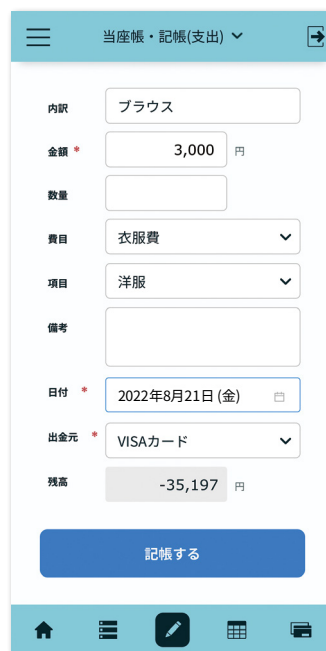 当座帳・記帳(支出)
内訳 ブラウス
金額 * 3,000 円
数量
費目 衣服費
項目 洋服
備考
日付 * 2022年8月21日 (金)
出金元 * VISAカード
残高 -35,197 円
記帳する